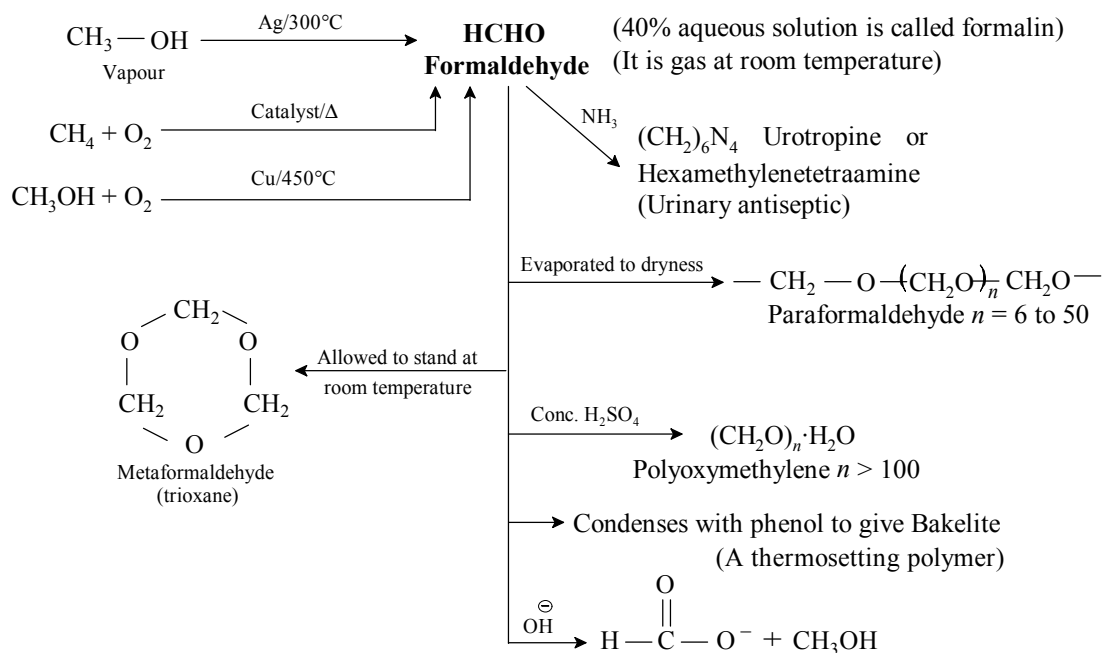 CH₃ — OH
Vapour
Ag/300°C
HCHO
Formaldehyde
(40% aqueous solution is called formalin)
(It is gas at room temperature)
CH₄ + O₂
Catalyst/Δ
CH₃OH + O₂
Cu/450°C
NH₃
(CH₂)₆N₄ Urotropine or
Hexamethylenetetraamine
(Urinary antiseptic)
Evaporated to dryness
— CH₂ — O —(CH₂O)ₙ CH₂O —
Paraformaldehyde n = 6 to 50
CH₂
O O
CH₂ CH₂
O
Metaformaldehyde
(trioxane)
Allowed to stand at
room temperature
Conc. H₂SO₄
(CH₂O)ₙ·H₂O
Polyoxymethylene n > 100
Condenses with phenol to give Bakelite
(A thermosetting polymer)
OH⊖
O
H — C — O⁻ + CH₃OH